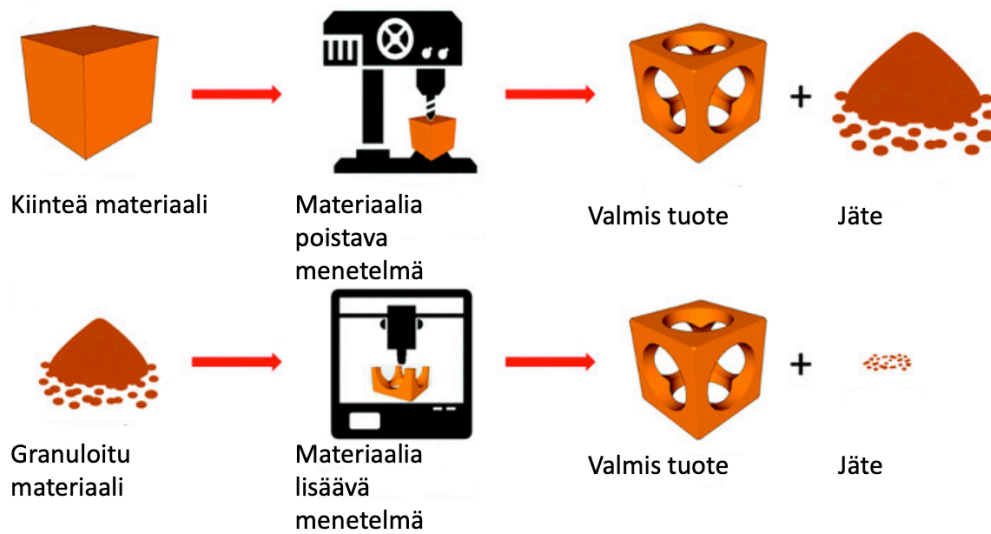 Kiinteä materiaali
Materiaalia
poistava
menetelmä
Valmis tuote
+
Jäte
Granuloitu
materiaali
Materiaalia
lisäävä
menetelmä
Valmis tuote
+
Jäte